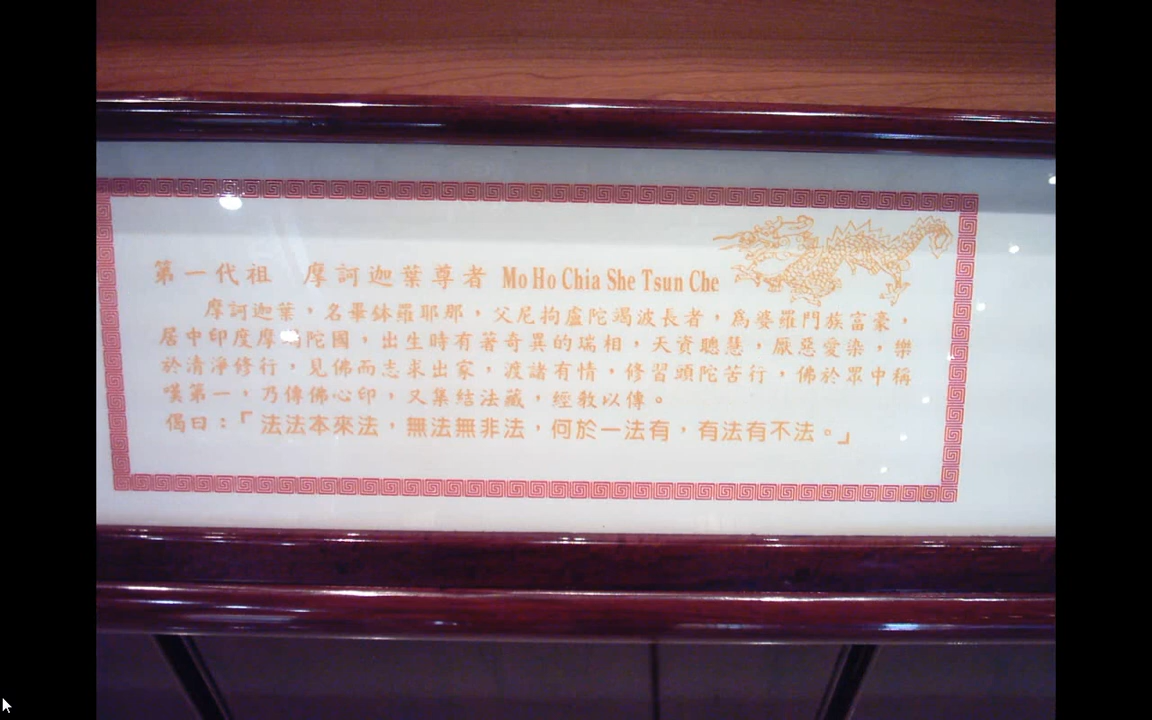 第一代祖 摩訶迦葉尊者 Mo Ho Chia She Tsun Che
摩訶迦葉，名畢鉢羅耶那，父尼拘盧陀竭波長者，為婆羅門族富豪，
居中印度摩陀國，出生時有著奇異的瑞相，天資聰慧，厭惡愛染，樂
於清淨修行，見佛而志求出家，渡諸有情，修習頭陀苦行，佛於眾中稱
嘆第一，乃傳佛心印，又集結法藏，經教以傳。
偈曰：「法法本來法，無法無非法，何於一法有，有法有不法。」